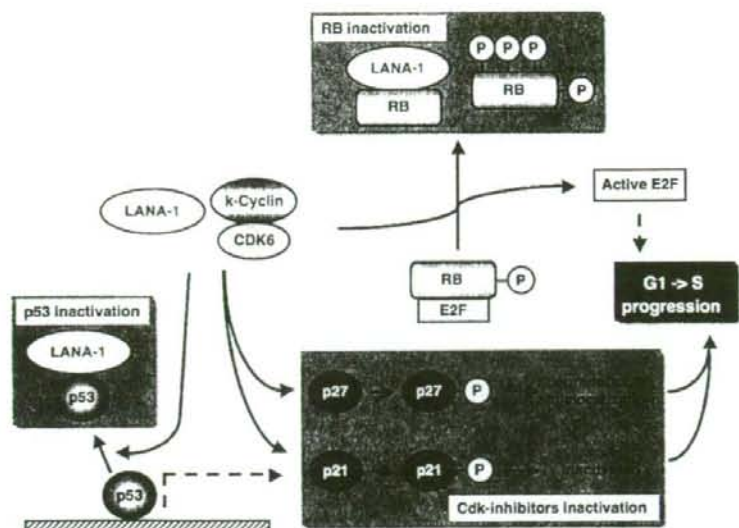 RB inactivation
P P P
LANA-1
RB
RB
P
LANA-1
k-Cyclin
CDK6
Active E2F
RB
P
E2F
G1 -> S
progression
p53 inactivation
LANA-1
p53
p27
p27
P
p21
p21
P
p53
Cdk-inhibitors inactivation